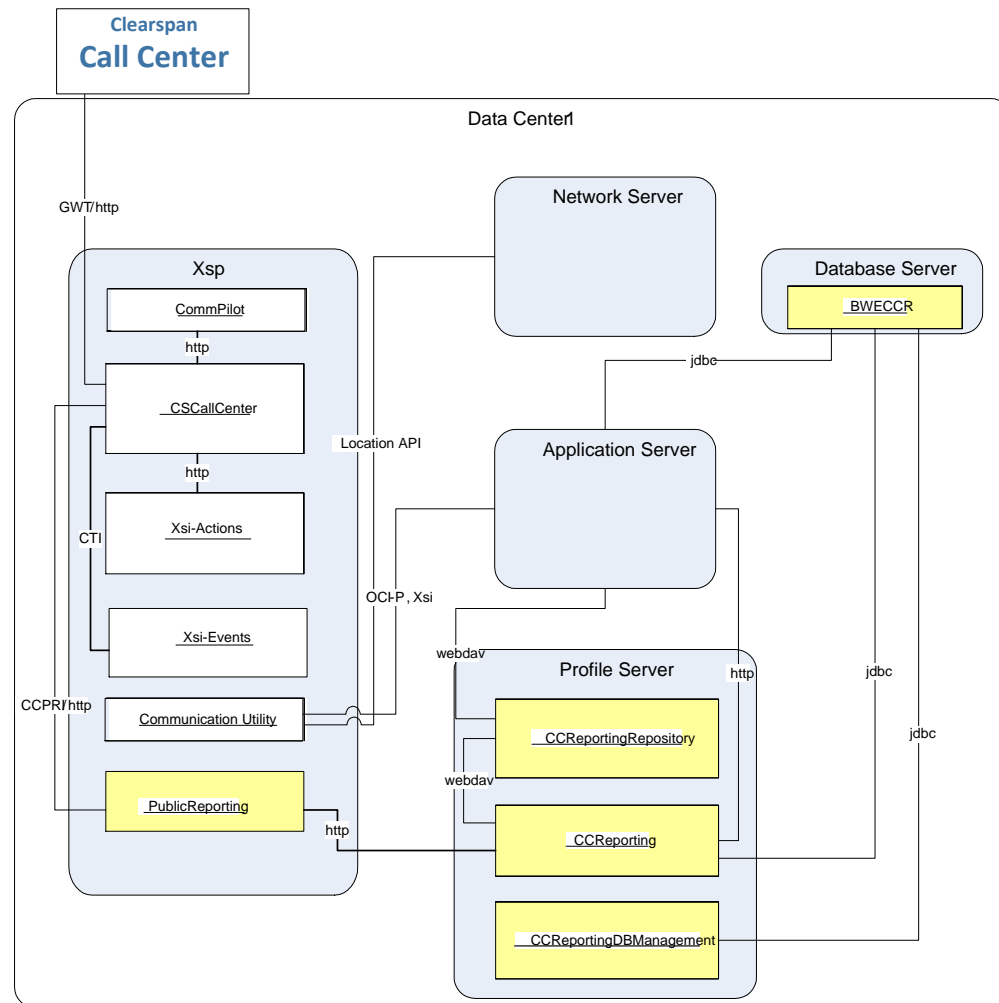 Clearspan
Call Center
Data Center1
Network Server
GWT/http
Xsp
Database Server
CommPilot
BWECCR
http
jdbc
CSCallCenter
Location API
Application Server
http
Xsi-Actions
CTI
OCI-P, Xsi
Xsi-Events
webdav
http
Profile Server
jdbc
CCPRI/http
Communication Utility
CCReportingRepository
jdbc
webdav
PublicReporting
http
CCReporting
CCReportingDBManagement